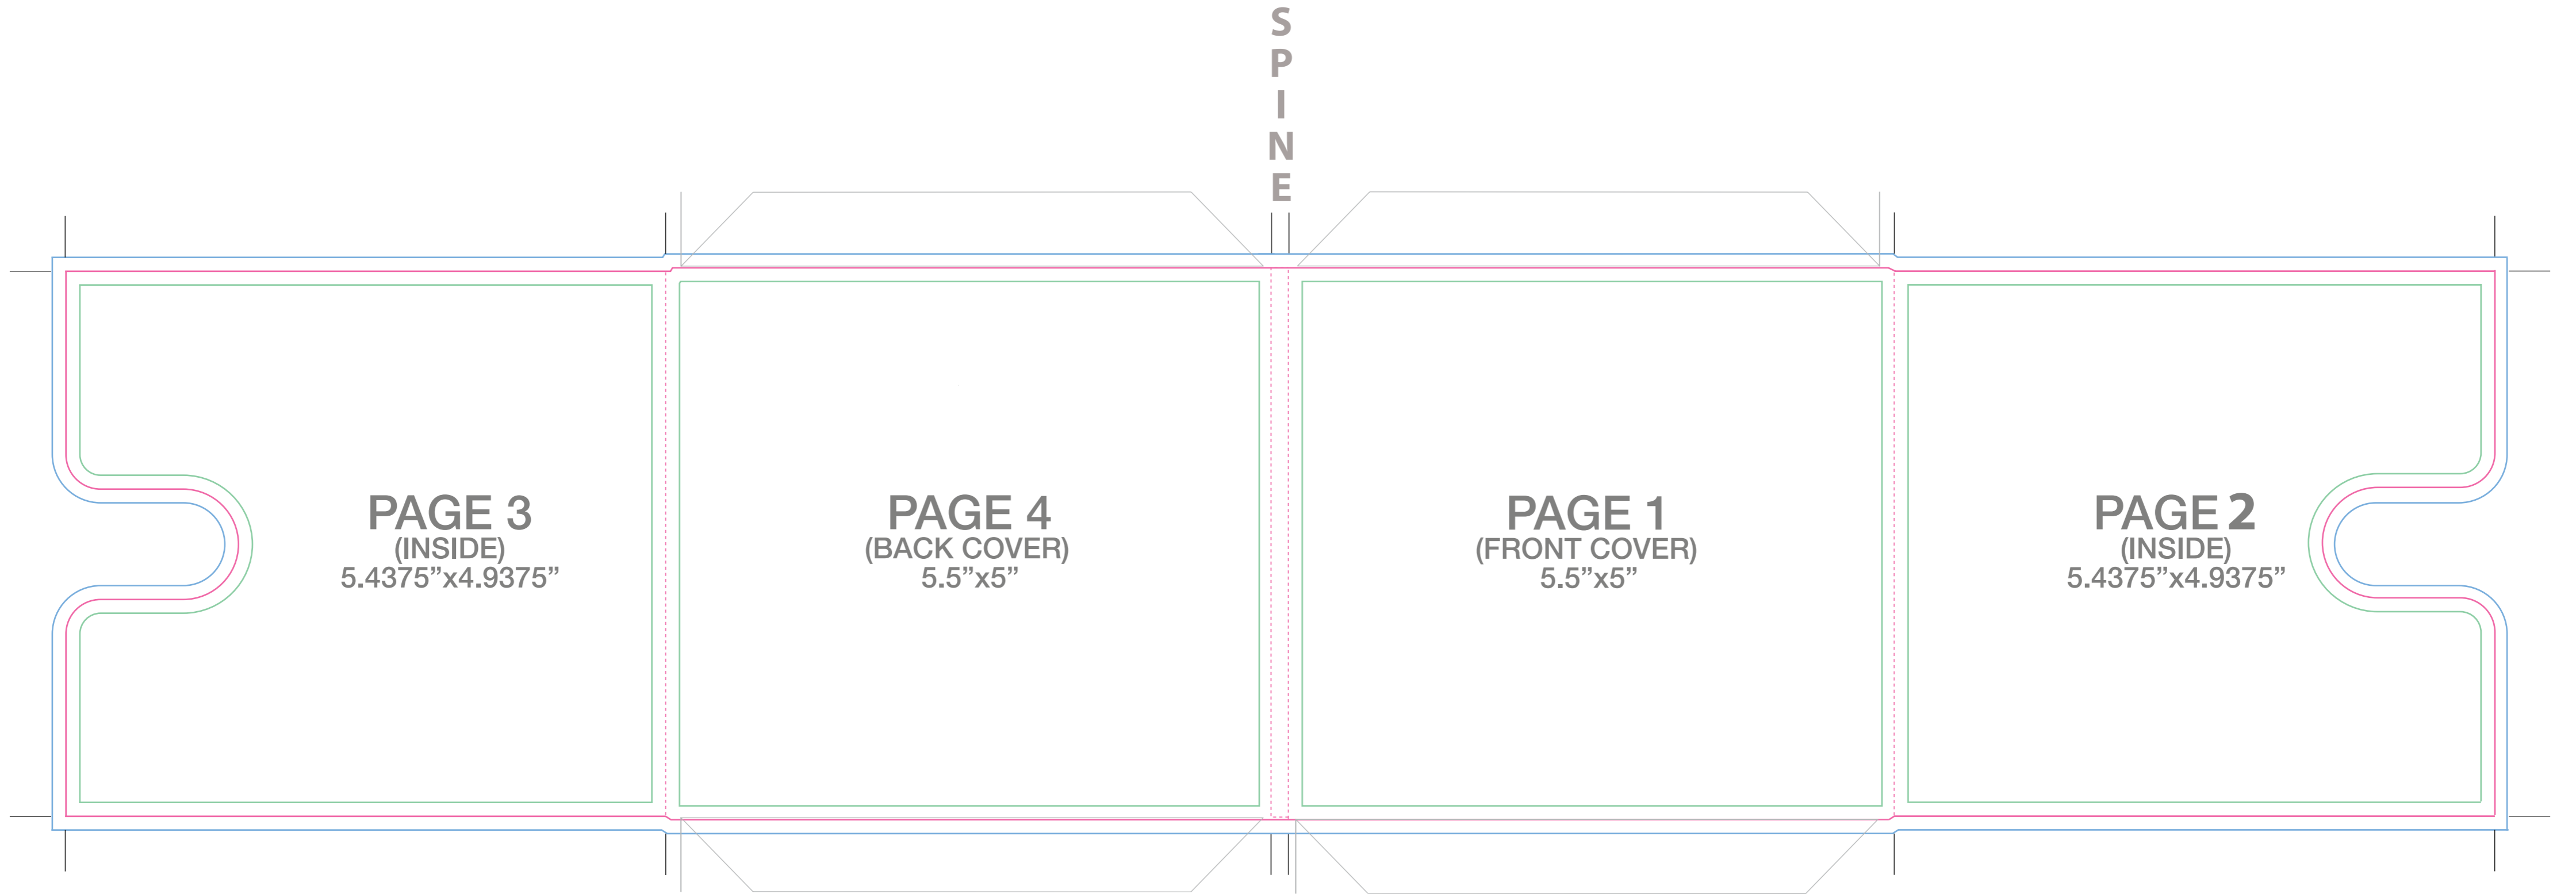 SPINE
PAGE 3
(INSIDE)
5.4375”x4.9375”
PAGE 4
(BACK COVER)
5.5”x5”
PAGE 1
(FRONT COVER)
5.5”x5”
PAGE 2
(INSIDE)
5.4375”x4.9375”